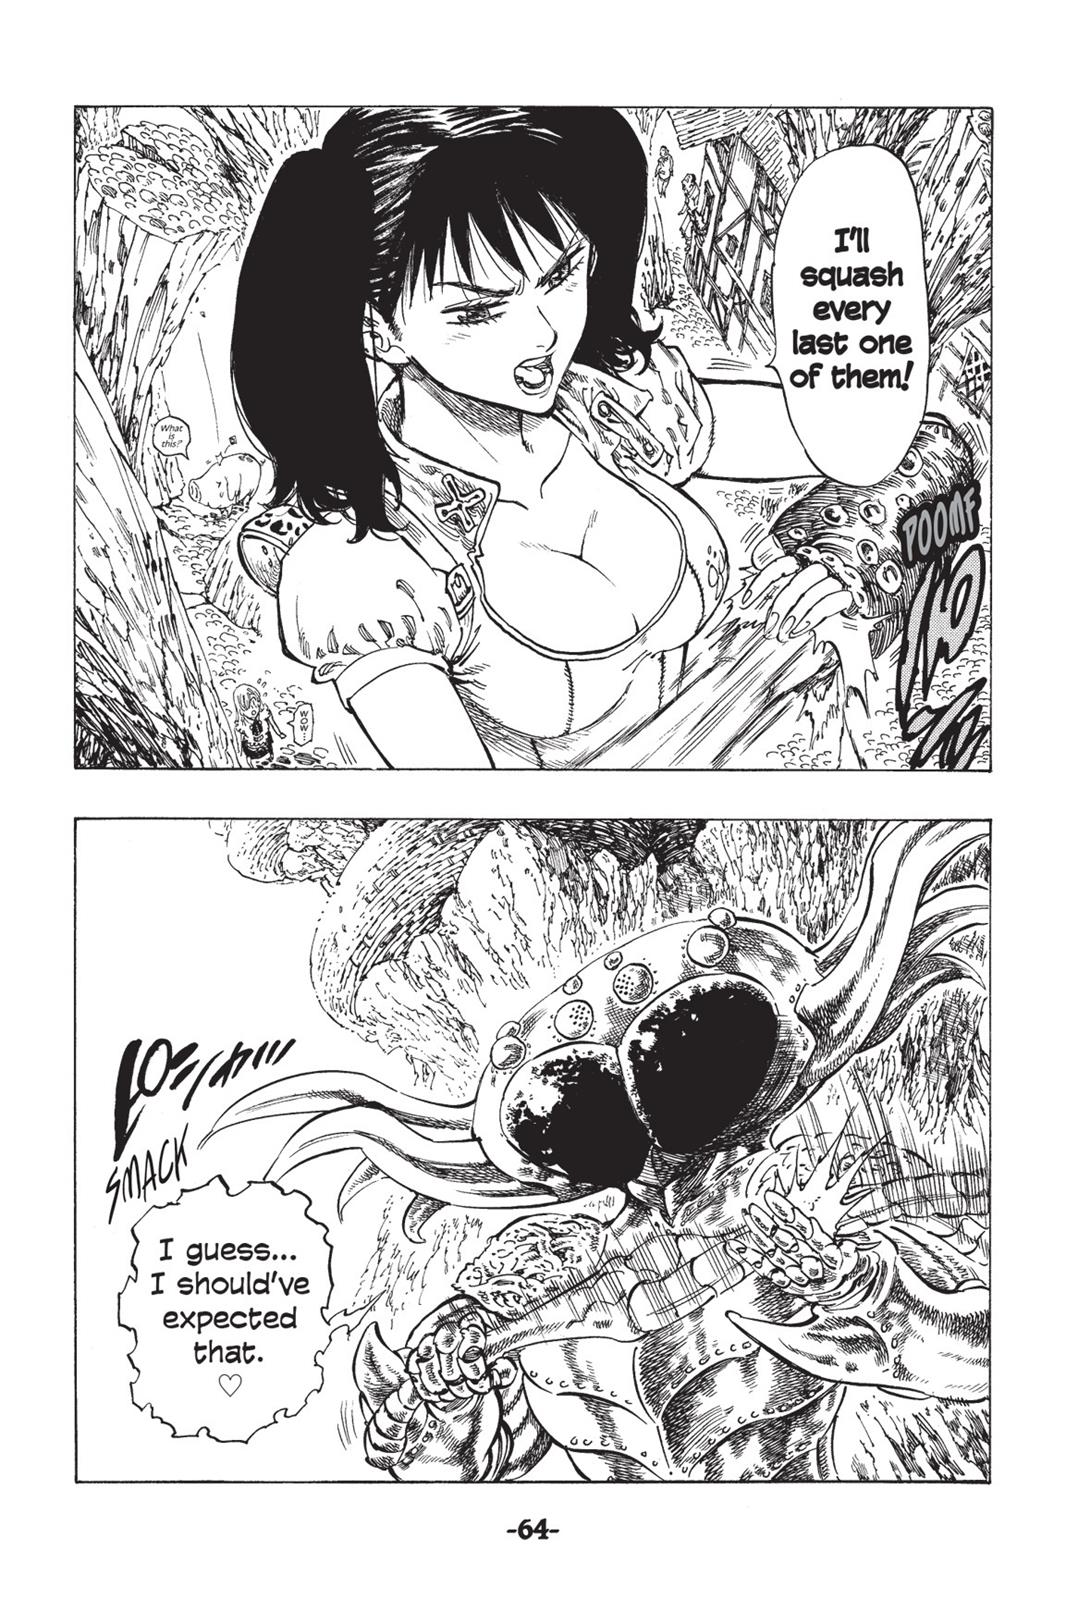 I'll
squash
every
last one
of them!
What
is
this?
POOMF
WOW...
SMACK
I guess...
I should've
expected
that.
♡
-64-